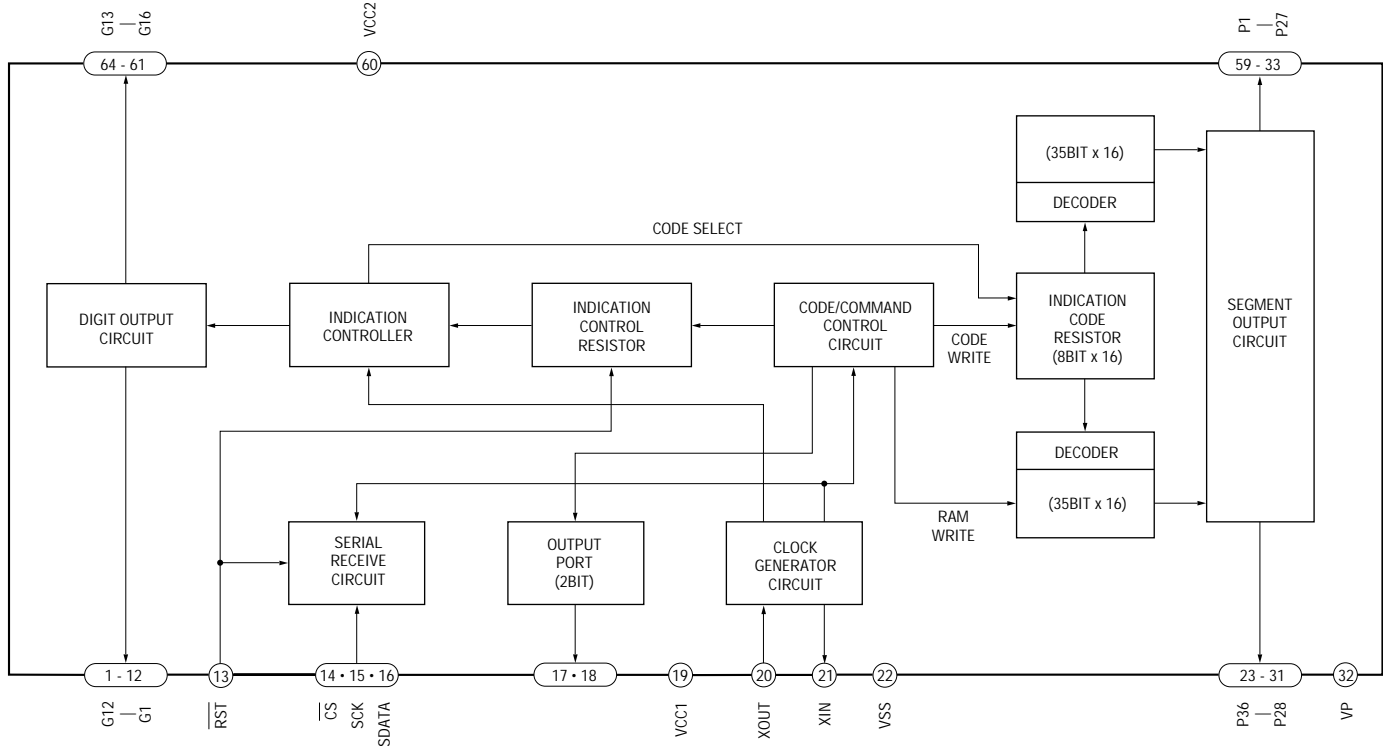 G13 — G16
VCC2
P1 — P27
64 - 61
60
59 - 33
(35BIT x 16)
DECODER
CODE SELECT
DIGIT OUTPUT
CIRCUIT
INDICATION
CONTROLLER
INDICATION
CONTROL
RESISTOR
CODE/COMMAND
CONTROL
CIRCUIT
CODE
WRITE
INDICATION
CODE
RESISTOR
(8BIT x 16)
SEGMENT
OUTPUT
CIRCUIT
DECODER
(35BIT x 16)
RAM
WRITE
SERIAL
RECEIVE
CIRCUIT
OUTPUT
PORT
(2BIT)
CLOCK
GENERATOR
CIRCUIT
1 - 12
13
14 • 15 • 16
17 • 18
19
20
21
22
23 - 31
32
G12 — G1
RST
CS
SCK
SDATA
VCC1
XOUT
XIN
VSS
P36 — P28
VP